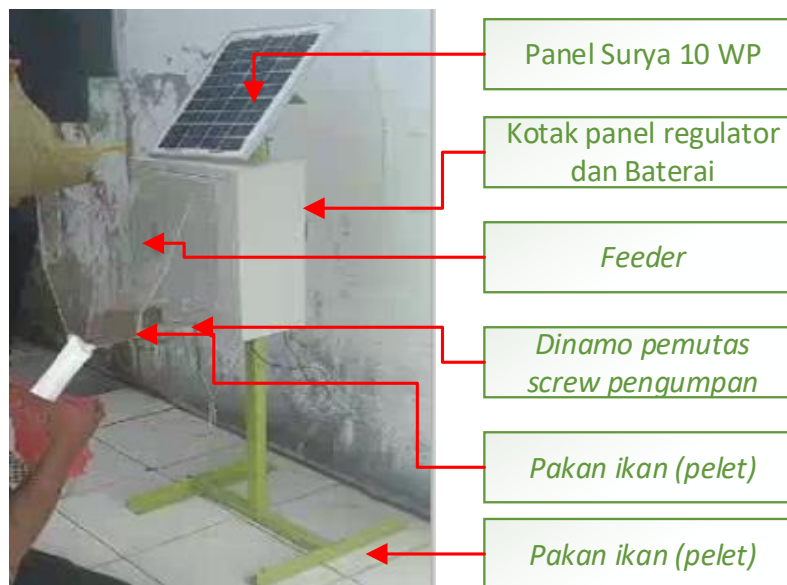 Panel Surya 10 WP
Kotak panel regulator
dan Baterai
Feeder
Dinamo pemutas
screw pengumpan
Pakan ikan (pelet)
Pakan ikan (pelet)